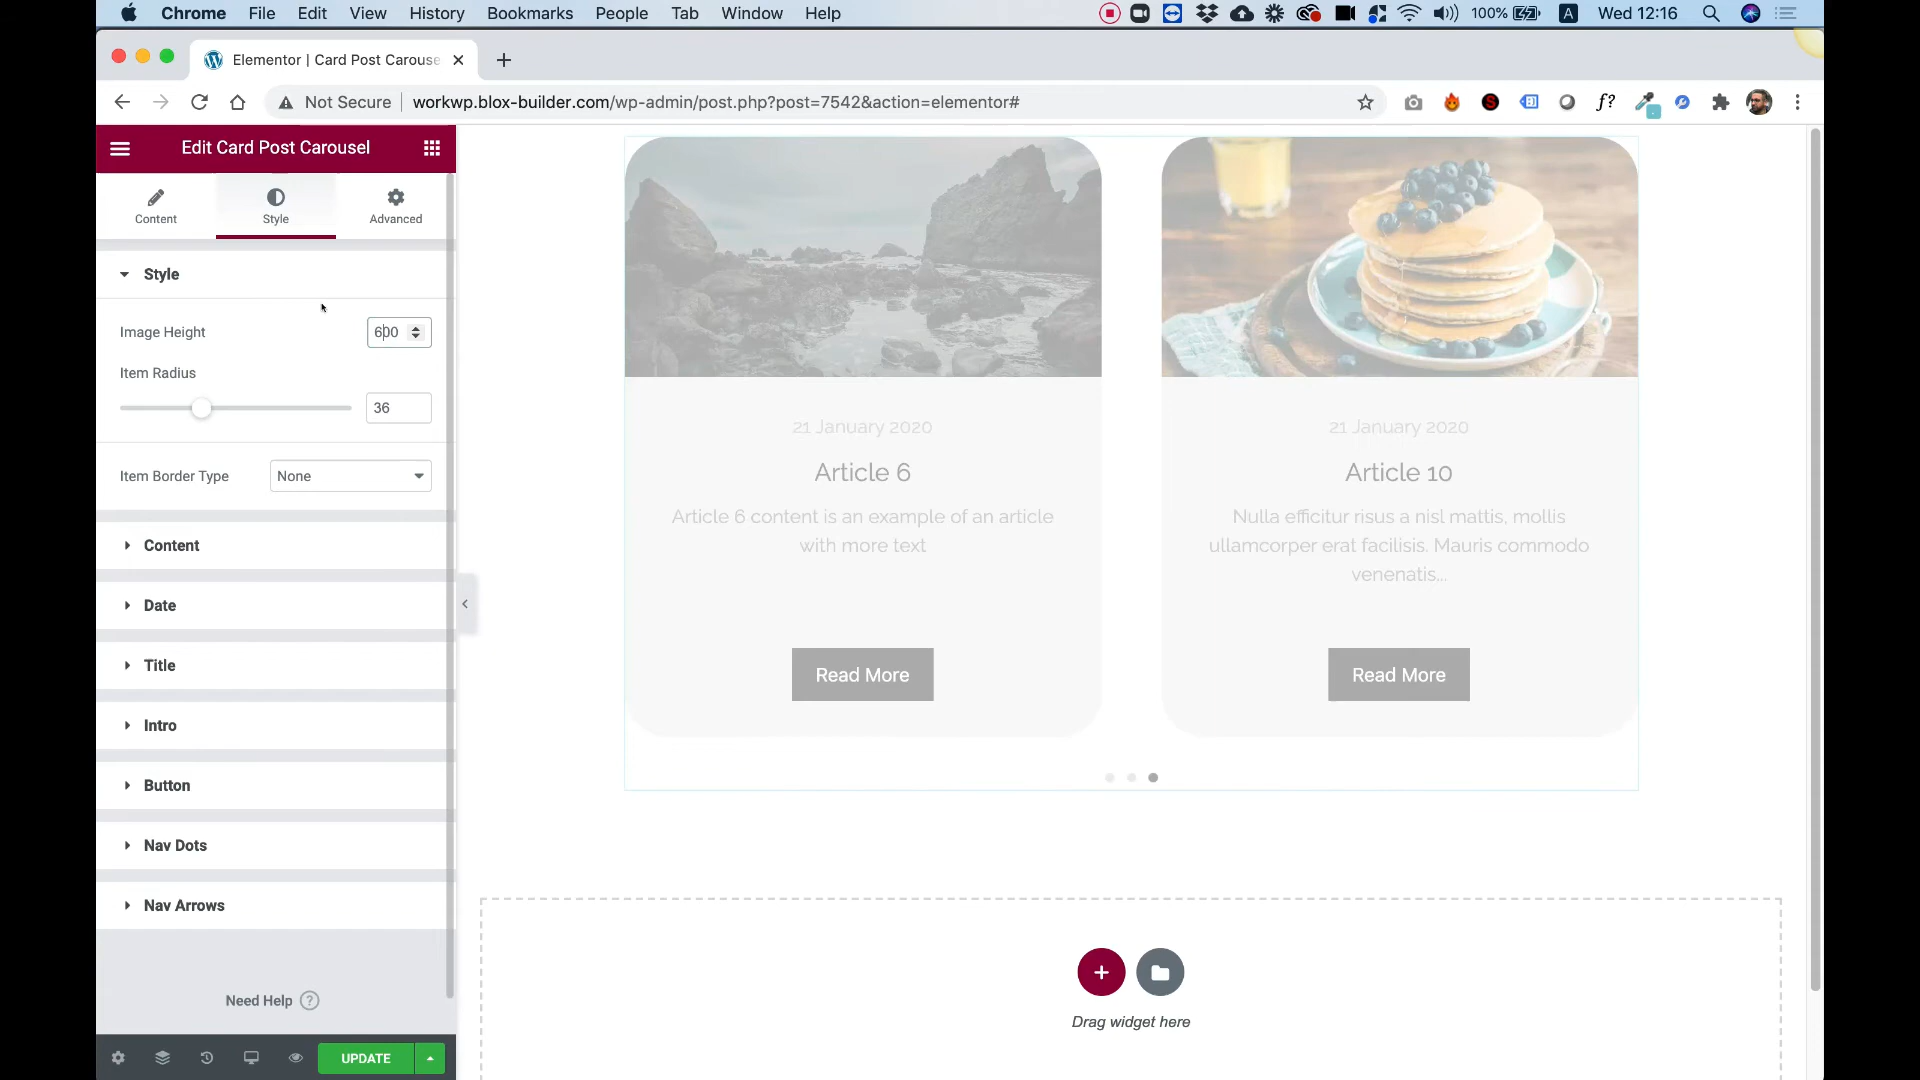 Chrome File Edit View History Bookmarks People Tab Window Help 100% A Wed 12:16
Elementor | Card Post Carouse
Not Secure workwp.blox-builder.com/wp-admin/post.php?post=7542&action=elementor#
S f?
Edit Card Post Carousel
Content Style Advanced
Style
Image Height 600
Item Radius
36
Item Border Type None
Content
Date
Title
Intro
Button
Nav Dots
Nav Arrows
Need Help ?
UPDATE
21 January 2020
Article 6
Article 6 content is an example of an article
with more text
Read More
21 January 2020
Article 10
Nulla efficitur risus a nisl mattis, mollis
ullamcorper erat facilisis. Mauris commodo
venenatis...
Read More
Drag widget here